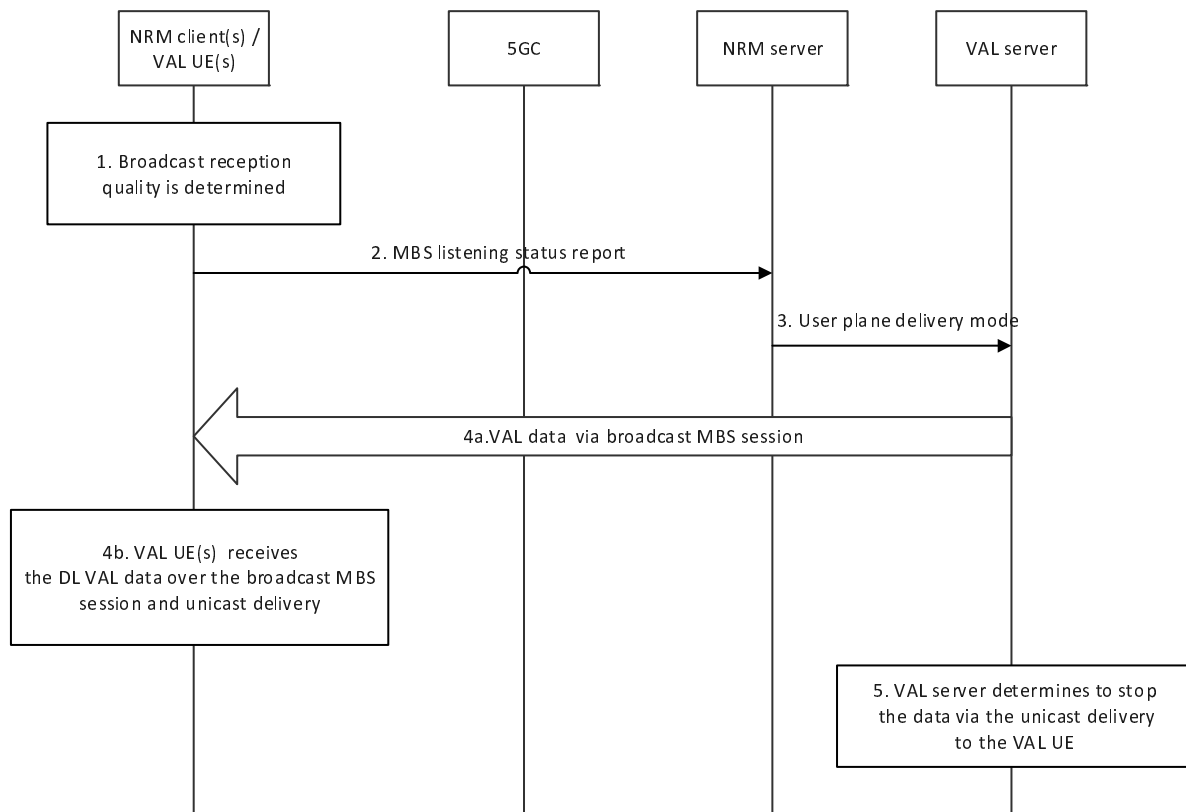 NRM client(s) /
VAL UE(s)
5GC
NRM server
VAL server
1. Broadcast reception
quality is determined
2. MBS listening status report
3. User plane delivery mode
4a.VAL data via broadcast MBS session
4b. VAL UE(s) receives
the DL VAL data over the broadcast MBS
session and unicast delivery
5. VAL server determines to stop
the data via the unicast delivery
to the VAL UE